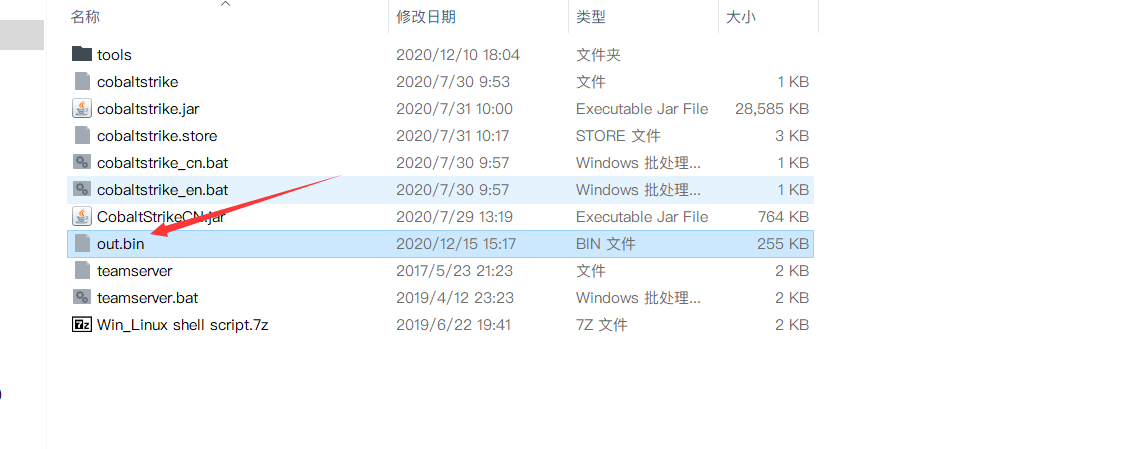 名称 修改日期 类型 大小
tools 2020/12/10 18:04 文件夹
cobaltstrike 2020/7/30 9:53 文件 1 KB
cobaltstrike.jar 2020/7/31 10:00 Executable Jar File 28,585 KB
cobaltstrike.store 2020/7/31 10:17 STORE 文件 3 KB
cobaltstrike_cn.bat 2020/7/30 9:57 Windows 批处理... 1 KB
cobaltstrike_en.bat 2020/7/30 9:57 Windows 批处理... 1 KB
CobaltStrikeCN.jar 2020/7/29 13:19 Executable Jar File 764 KB
out.bin 2020/12/15 15:17 BIN 文件 255 KB
teamserver 2017/5/23 21:23 文件 2 KB
teamserver.bat 2019/4/12 23:23 Windows 批处理... 2 KB
Win_Linux shell script.7z 2019/6/22 19:41 7Z 文件 2 KB